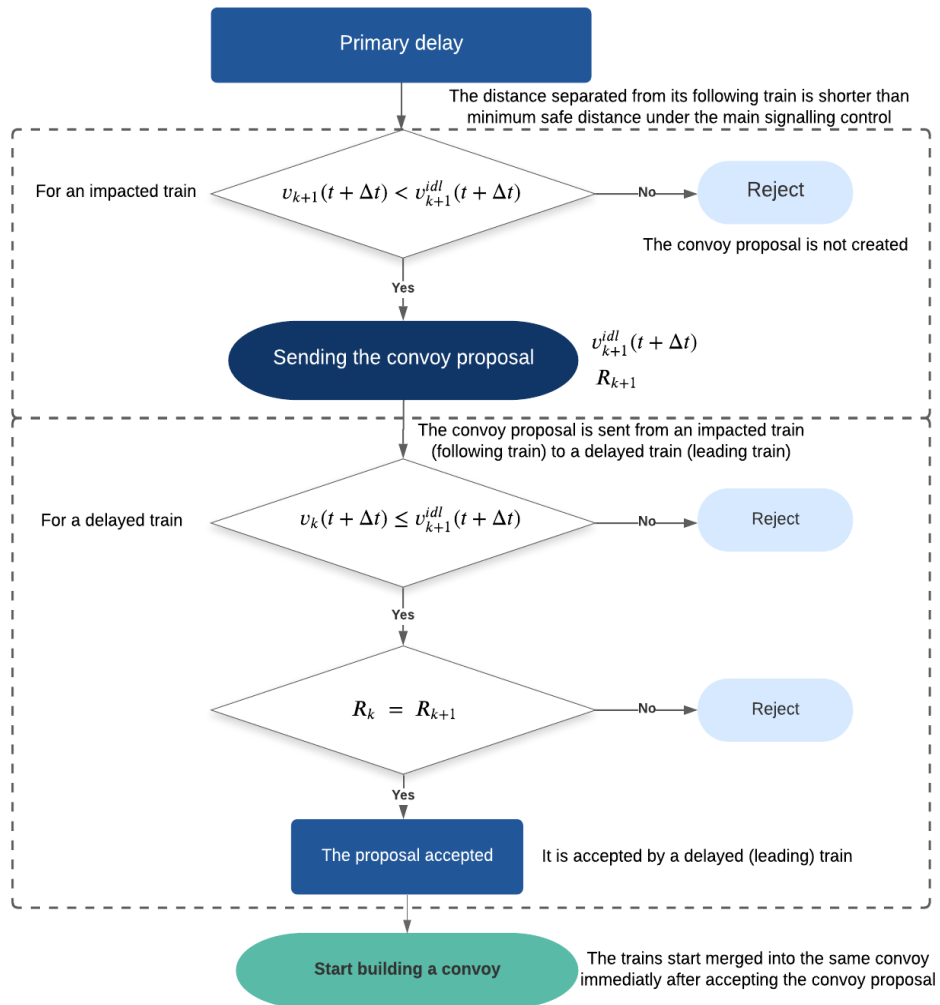 Primary delay
The distance separated from its following train is shorter than
minimum safe distance under the main signalling control
For an impacted train
v_{k+1}(t + Δt) < v_{k+1}^{idl}(t + Δt)
No
Reject
The convoy proposal is not created
Yes
Sending the convoy proposal
v_{k+1}^{idl}(t + Δt)
R_{k+1}
The convoy proposal is sent from an impacted train
(following train) to a delayed train (leading train)
For a delayed train
v_k(t + Δt) ≤ v_{k+1}^{idl}(t + Δt)
No
Reject
Yes
R_k = R_{k+1}
No
Reject
Yes
The proposal accepted
It is accepted by a delayed (leading) train
Start building a convoy
The trains start merged into the same convoy
immediatly after accepting the convoy proposal